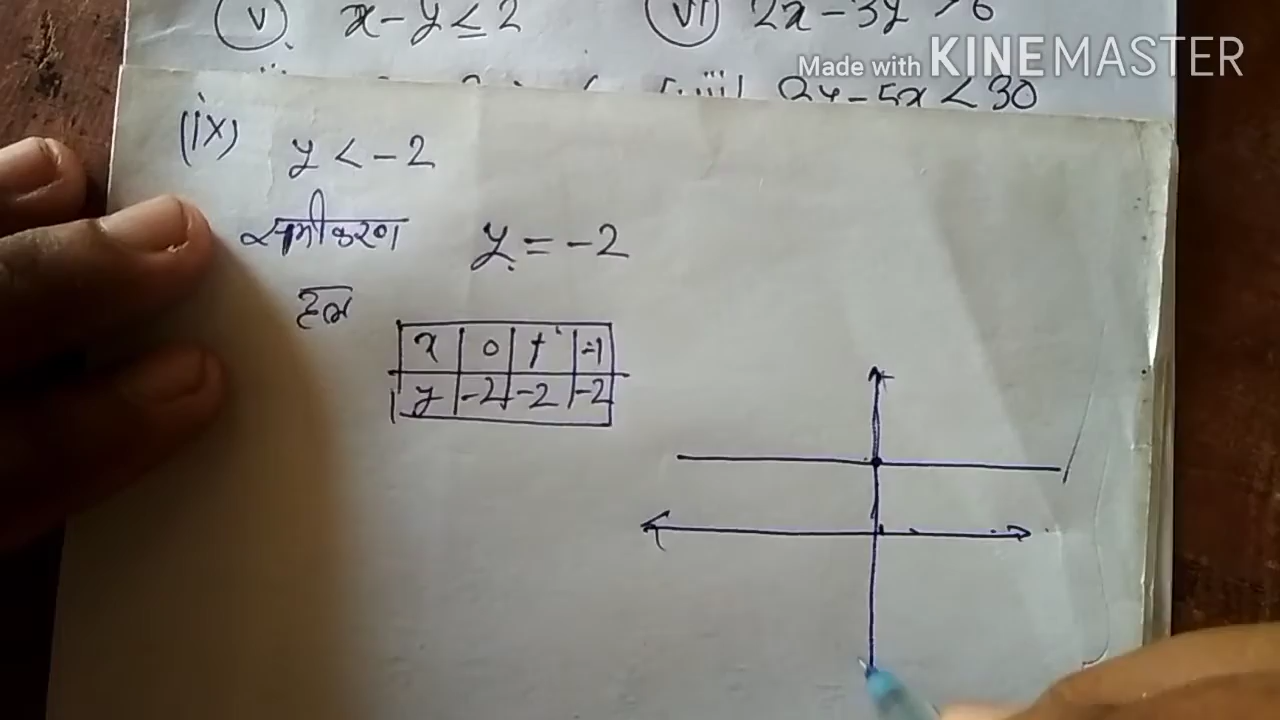 (v) x - y ≤ 2 (vi) 2x - 3y > 6
Made with KINEMASTER
2y - 5x < 30
(ix) y < -2
समीकरण y = -2
हल
x | 0 | 1 | -1
y | -2 | -2 | -2